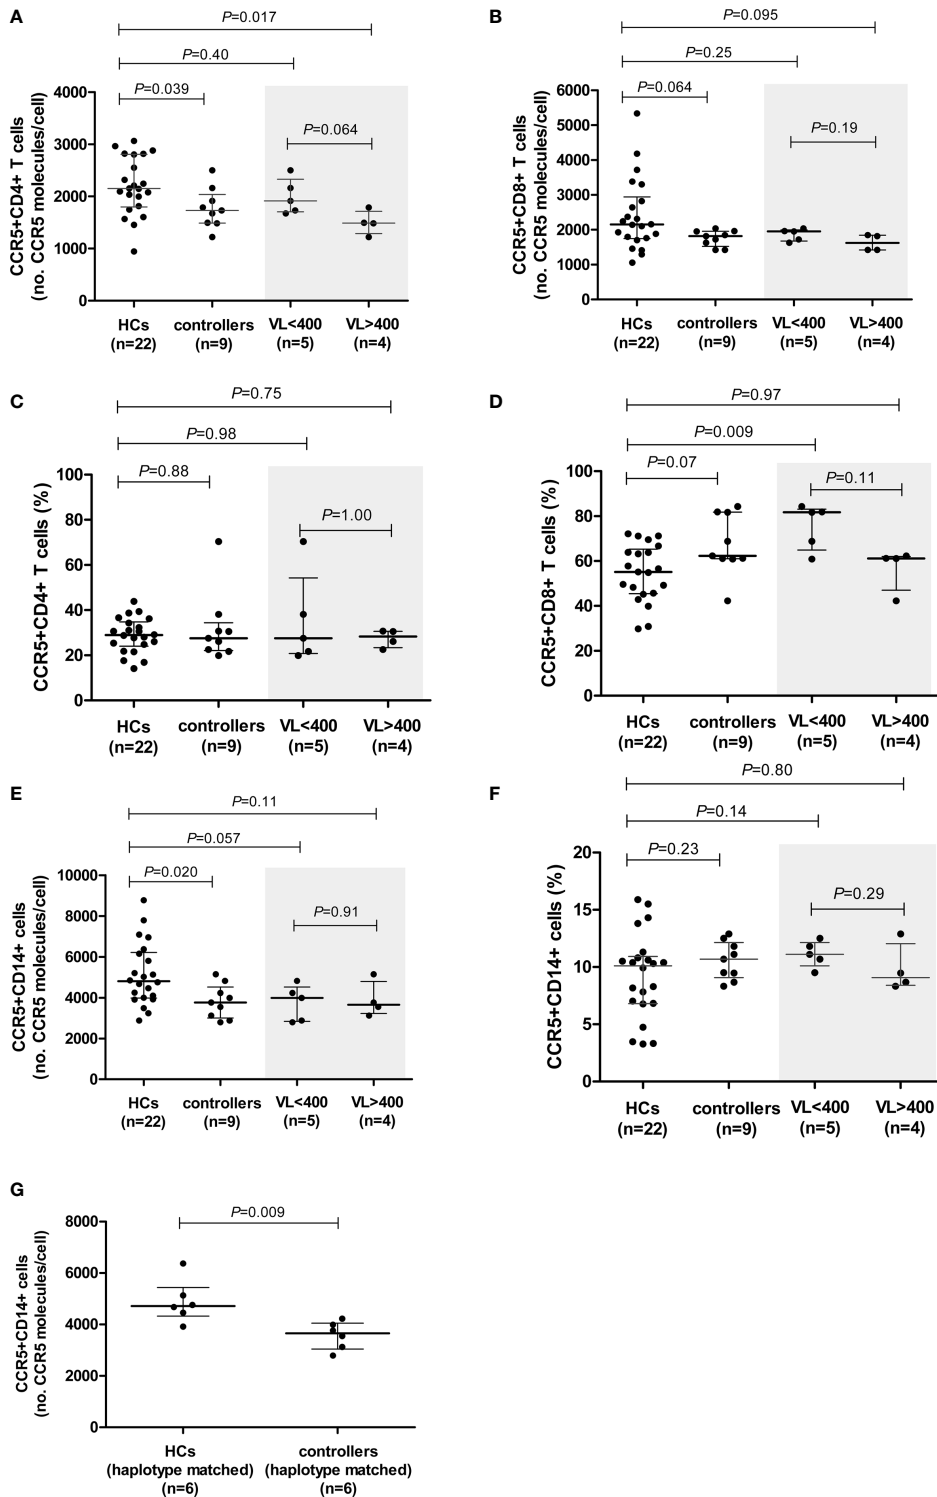 A
P=0.017
P=0.40
P=0.039
P=0.064
CCR5+CD4+ T cells
(no. CCR5 molecules/cell)
4000
3000
2000
1000
0
HCs
(n=22)
controllers
(n=9)
VL<400
(n=5)
VL>400
(n=4)
B
P=0.095
P=0.25
P=0.064
P=0.19
CCR5+CD8+ T cells
(no. CCR5 molecules/cell)
6000
5000
4000
3000
2000
1000
0
HCs
(n=22)
controllers
(n=9)
VL<400
(n=5)
VL>400
(n=4)
C
P=0.75
P=0.98
P=0.88
P=1.00
CCR5+CD4+ T cells (%)
100
80
60
40
20
0
HCs
(n=22)
controllers
(n=9)
VL<400
(n=5)
VL>400
(n=4)
D
P=0.97
P=0.009
P=0.07
P=0.11
CCR5+CD8+ T cells (%)
100
80
60
40
20
0
HCs
(n=22)
controllers
(n=9)
VL<400
(n=5)
VL>400
(n=4)
E
P=0.11
P=0.057
P=0.020
P=0.91
CCR5+CD14+ cells
(no. CCR5 molecules/cell)
10000
8000
6000
4000
2000
0
HCs
(n=22)
controllers
(n=9)
VL<400
(n=5)
VL>400
(n=4)
F
P=0.80
P=0.14
P=0.23
P=0.29
CCR5+CD14+ cells (%)
20
15
10
5
0
HCs
(n=22)
controllers
(n=9)
VL<400
(n=5)
VL>400
(n=4)
G
P=0.009
CCR5+CD14+ cells
(no. CCR5 molecules/cell)
8000
6000
4000
2000
0
HCs
(haplotype matched)
(n=6)
controllers
(haplotype matched)
(n=6)